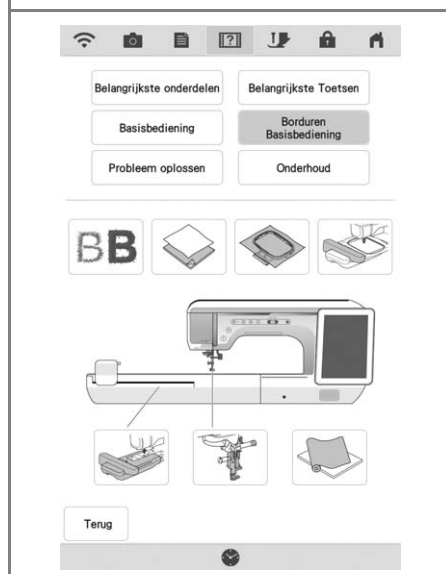 Belangrijkste onderdelen
Belangrijkste Toetsen
Basisbediening
Borduren
Basisbediening
Probleem oplossen
Onderhoud
BB
Terug